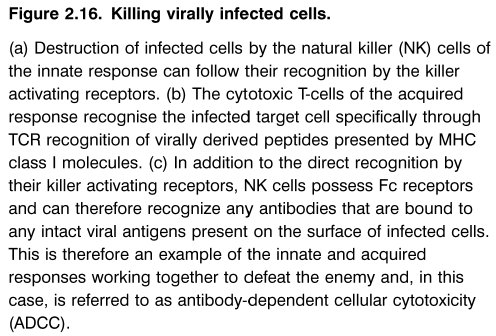 Figure 2.16. Killing virally infected cells.
(a) Destruction of infected cells by the natural killer (NK) cells of
the innate response can follow their recognition by the killer
activating receptors. (b) The cytotoxic T-cells of the acquired
response recognise the infected target cell specifically through
TCR recognition of virally derived peptides presented by MHC
class I molecules. (c) In addition to the direct recognition by
their killer activating receptors, NK cells possess Fc receptors
and can therefore recognize any antibodies that are bound to
any intact viral antigens present on the surface of infected cells.
This is therefore an example of the innate and acquired
responses working together to defeat the enemy and, in this
case, is referred to as antibody-dependent cellular cytotoxicity
(ADCC).